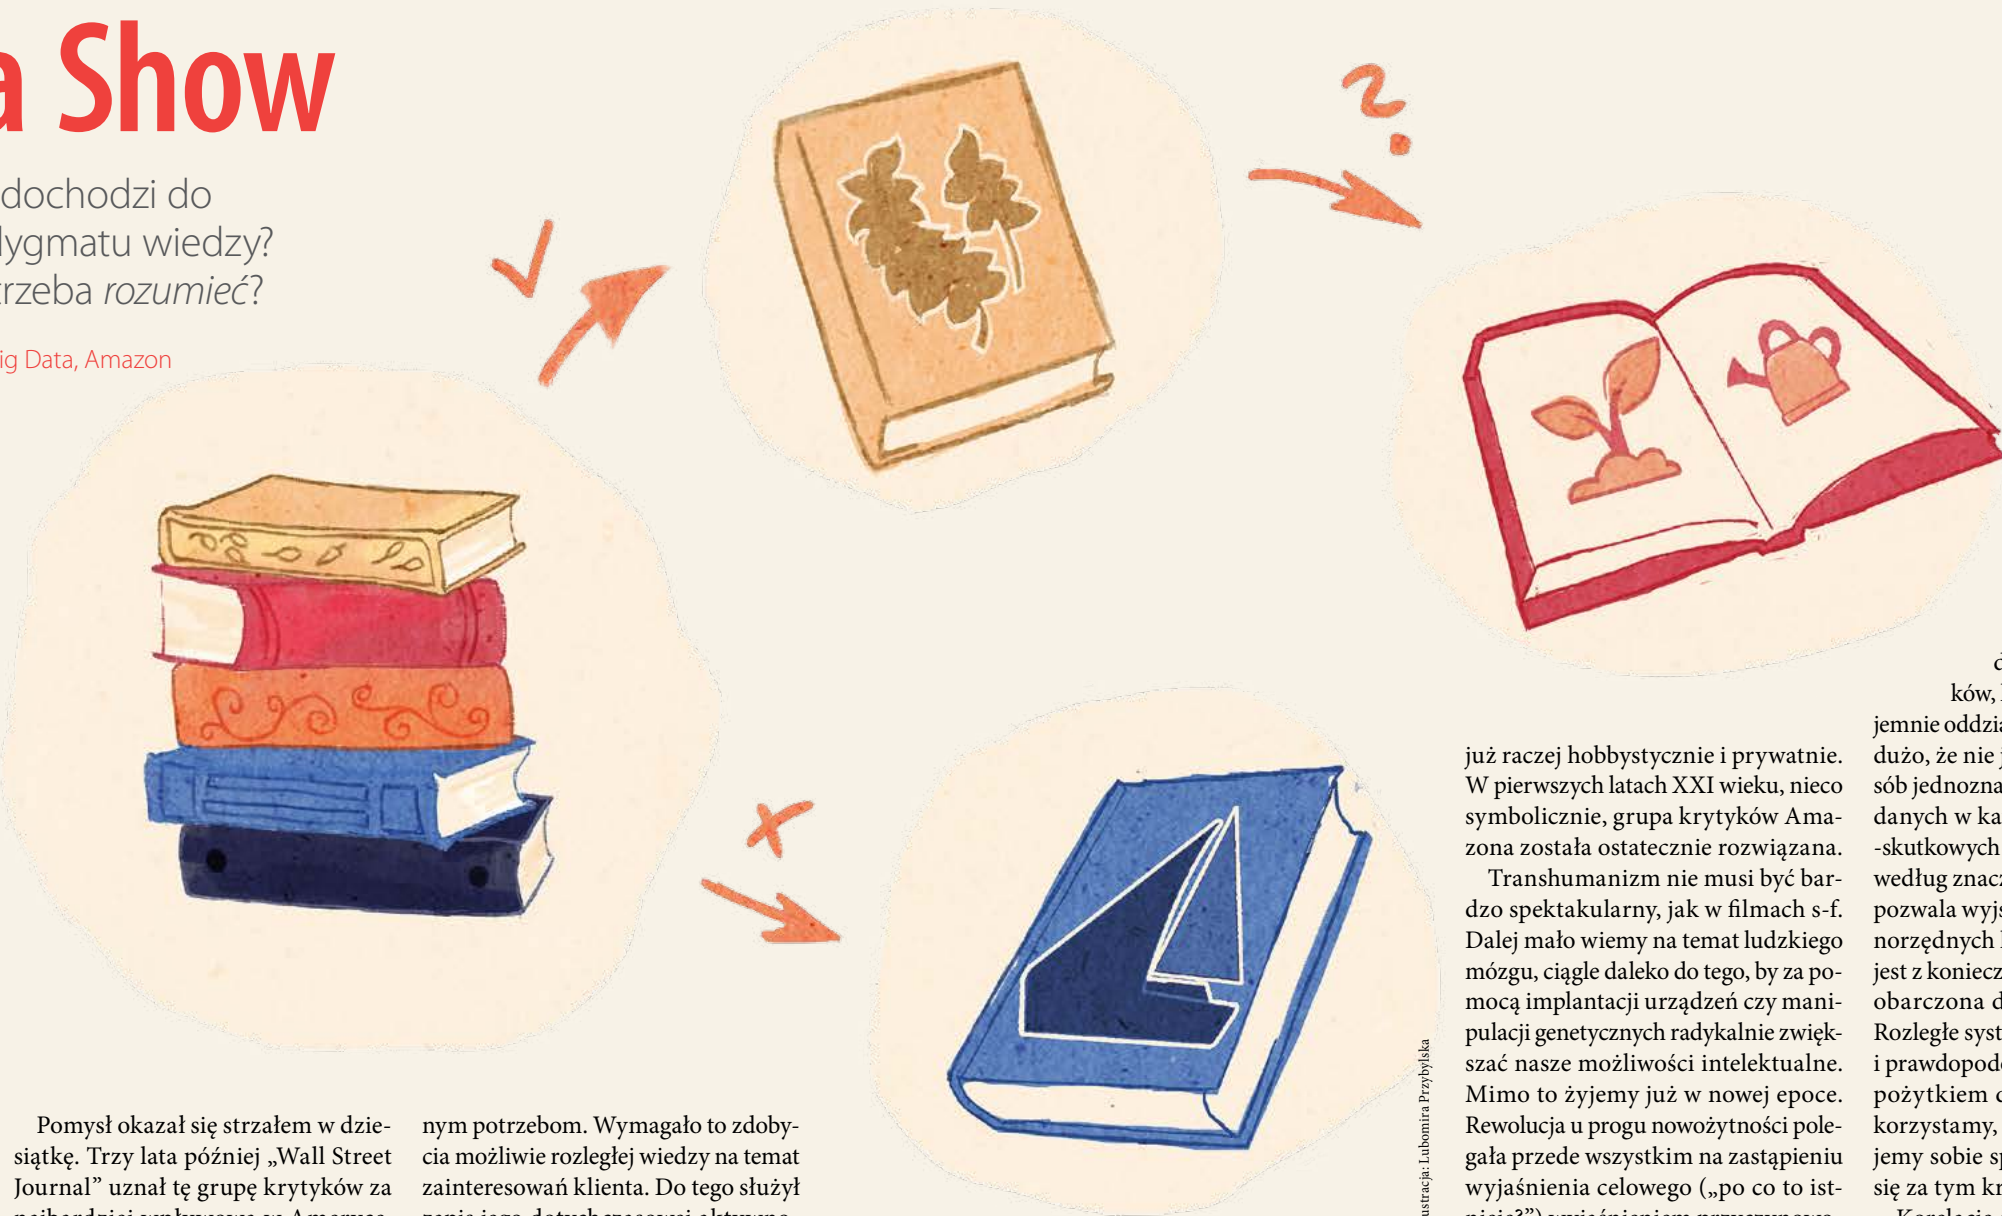 a Show
dochodzi do
dygmatu wiedzy?
trzeba rozumieć?
ig Data, Amazon
Pomysł okazał się strzałem w dzie-
siątkę. Trzy lata później „Wall Street
Journal” uznał tę grupę krytyków za
nym potrzebom. Wymagało to zdoby-
cia możliwie rozległej wiedzy na temat
zainteresowań klienta. Do tego służył
ustracja: Lubomira Przybylska
już raczej hobbystycznie i prywatnie.
W pierwszych latach XXI wieku, nieco
symbolicznie, grupa krytyków Ama-
zona została ostatecznie rozwiązana.
Transhumanizm nie musi być bar-
dzo spektakularny, jak w filmach s-f.
Dalej mało wiemy na temat ludzkiego
mózgu, ciągle daleko do tego, by za po-
mocą implantacji urządzeń czy mani-
pulacji genetycznych radykalnie zwięk-
szać nasze możliwości intelektualne.
Mimo to żyjemy już w nowej epoce.
Rewolucja u progu nowożytności pole-
gała przede wszystkim na zastąpieniu
wyjaśnienia celowego („po co to ist-
ków,
jemnie oddzia
dużo, że nie
sób jednozna
danych w ka
-skutkowych
według znacz
pozwala wyjś
norzędnych
jest z koniecz
obarczona d
Rozległe syst
i prawdopod
pożytkiem
korzystamy,
jemy sobie sp
się za tym kr